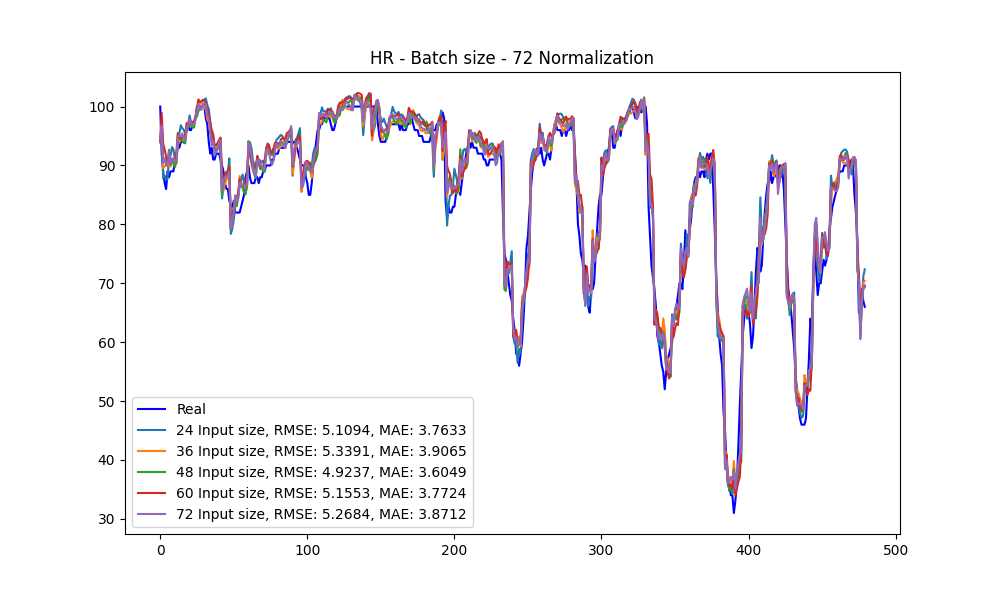 HR - Batch size - 72 Normalization
100
90
80
70
60
50
40
30
Real
24 Input size, RMSE: 5.1094, MAE: 3.7633
36 Input size, RMSE: 5.3391, MAE: 3.9065
48 Input size, RMSE: 4.9237, MAE: 3.6049
60 Input size, RMSE: 5.1553, MAE: 3.7724
72 Input size, RMSE: 5.2684, MAE: 3.8712
0 100 200 300 400 500